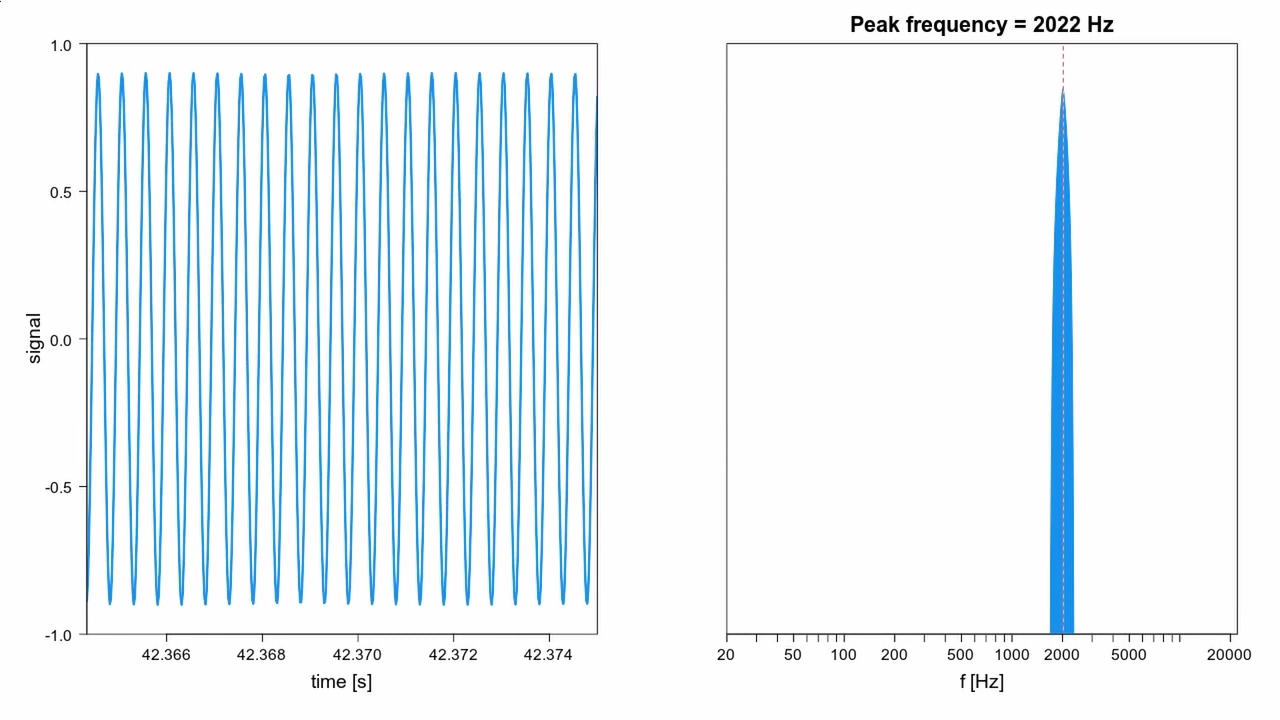 Peak frequency = 2022 Hz
1.0
0.5
0.0
-0.5
-1.0
signal
42.366 42.368 42.370 42.372 42.374
time [s]
20 50 100 200 500 1000 2000 5000 20000
f [Hz]